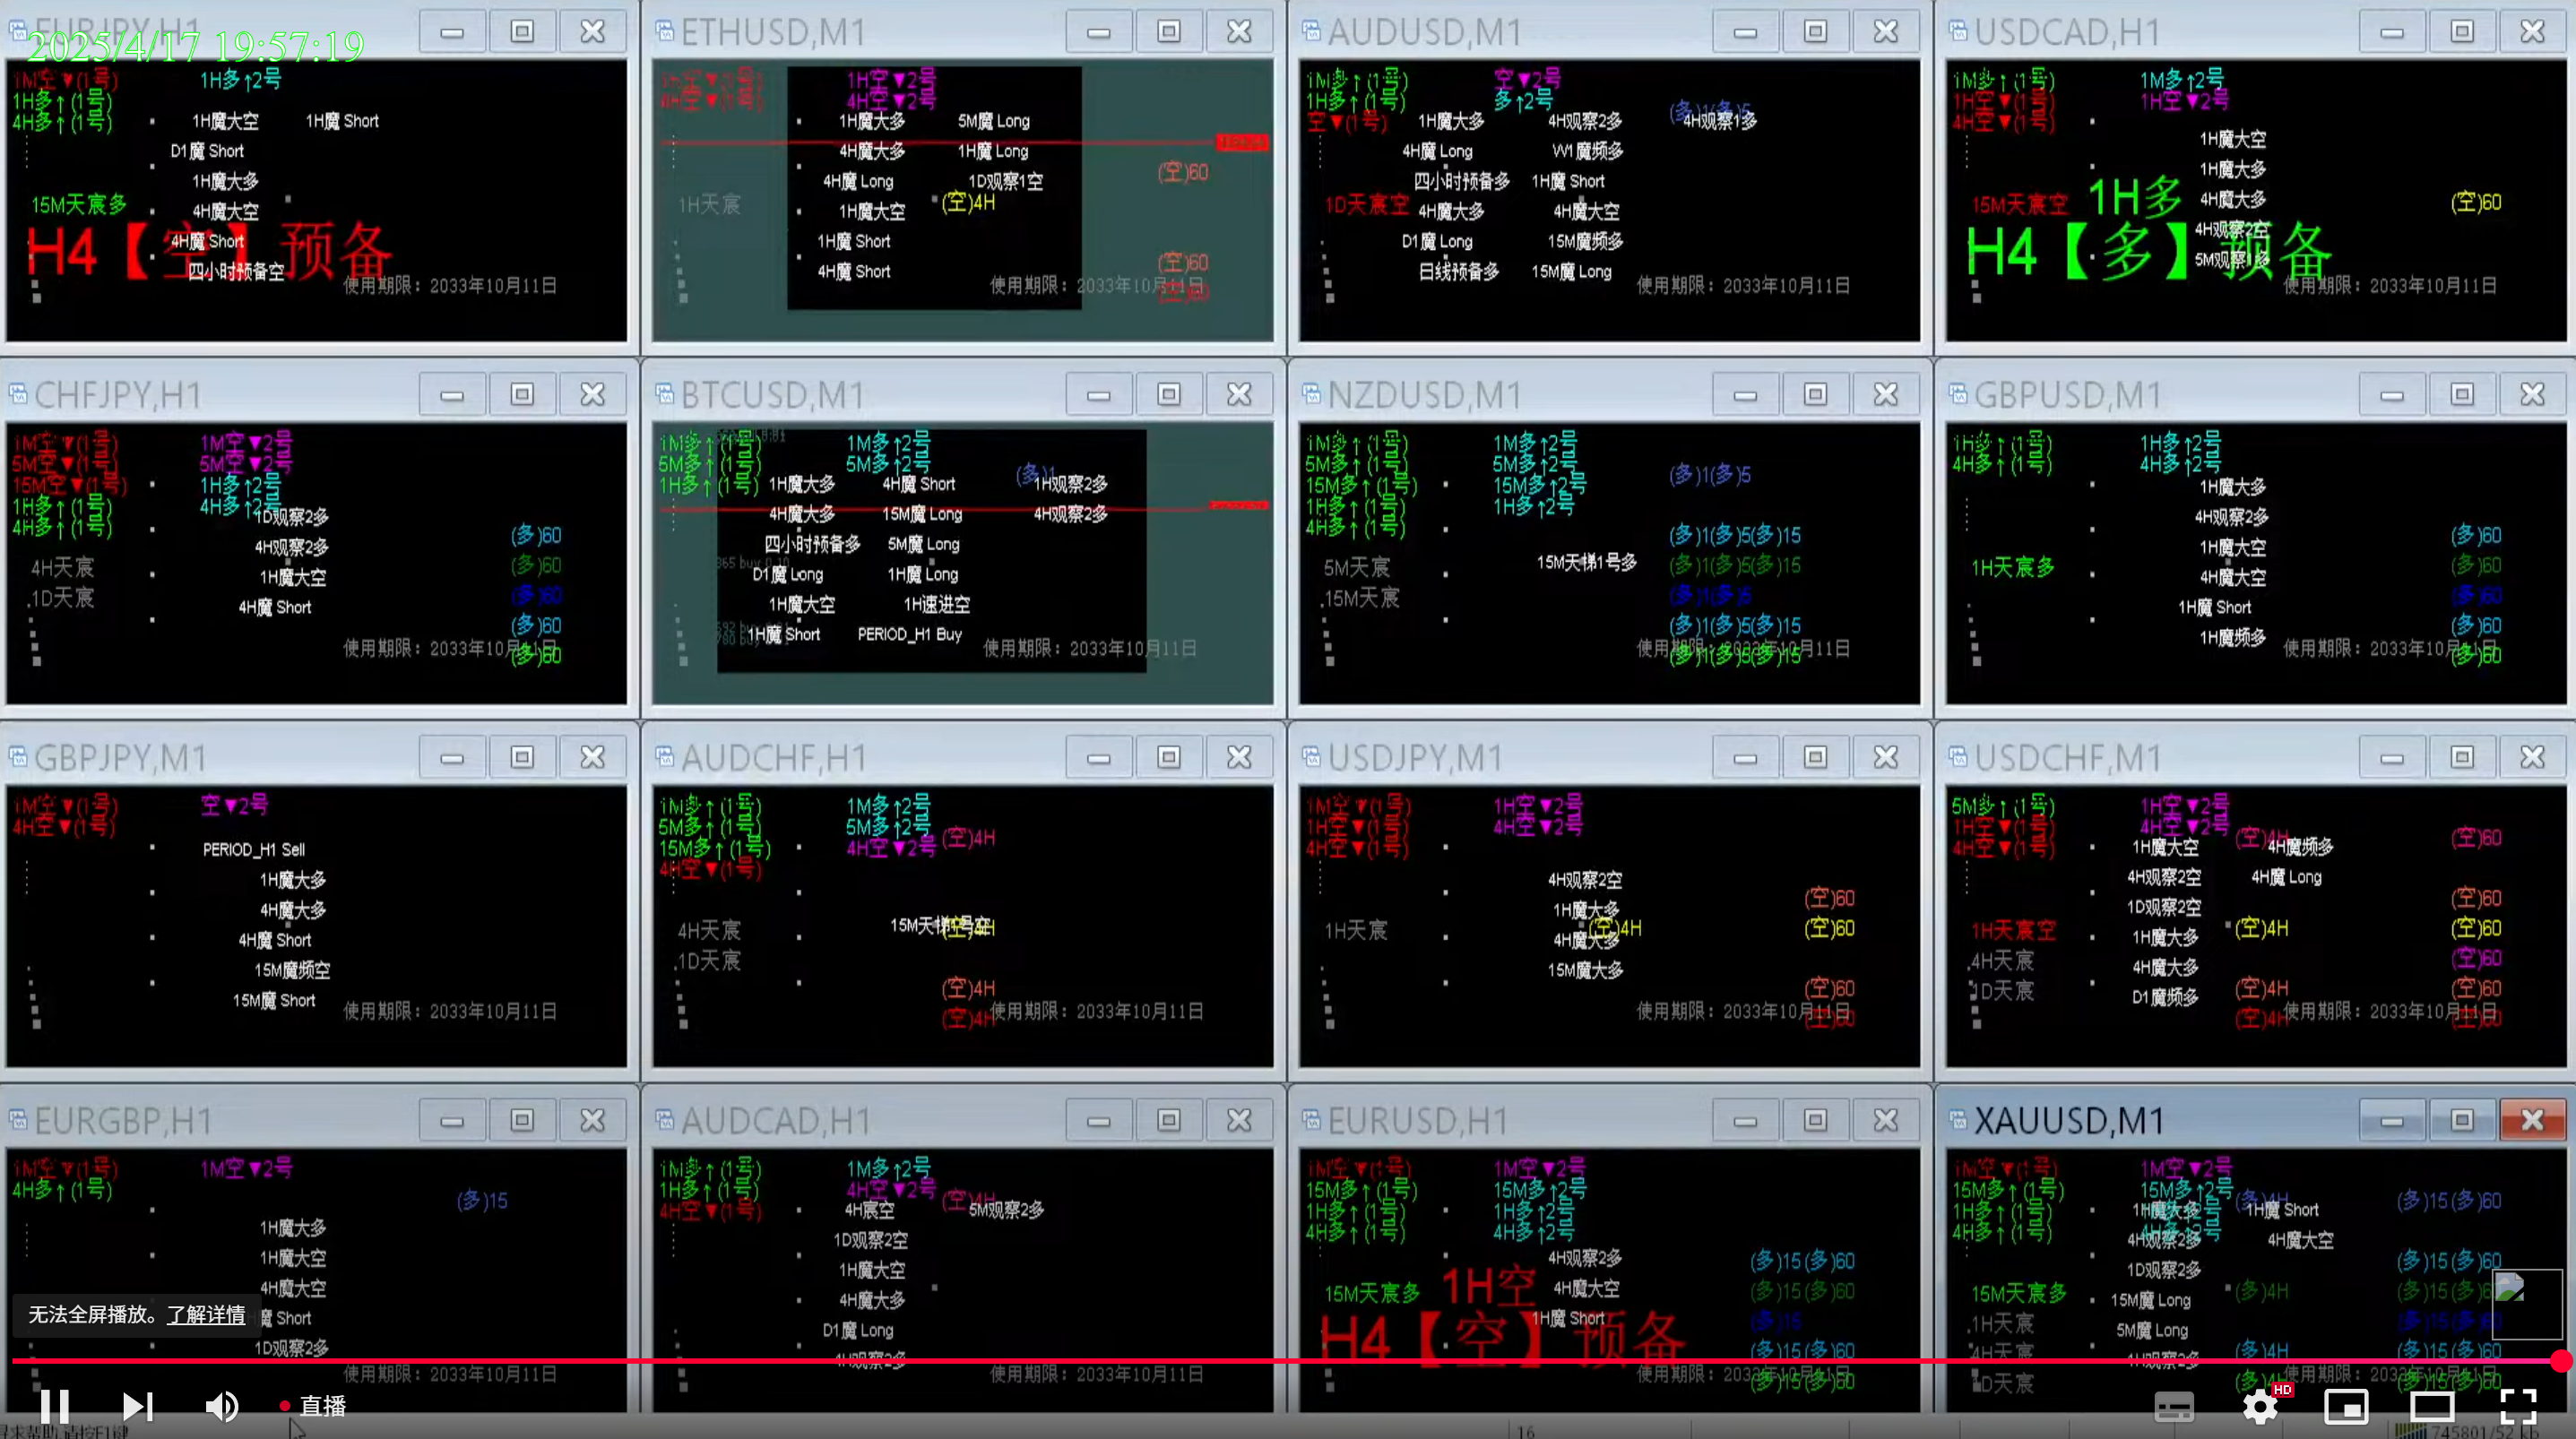 EURJPY,H1
2025/4/17 19:57:19
1M空▼(1号)
1H多↑2号
1H多↑(1号)
4H多↑(1号)
1H魔大空
1H魔 Short
D1魔 Short
1H魔大多
15M天宸多
4H魔大空
H4【空】预备
4H魔 Short
四小时预备空
使用期限：2033年10月11日
ETHUSD,M1
4H空▼(1号)
1H空▼2号
4H空▼2号
1H魔大多
5M魔 Long
4H魔大多
1H魔 Long
(空)60
4H魔 Long
1D观察1空
1H天宸
(空)4H
1H魔大空
1H魔 Short
(空)60
4H魔 Short
使用期限：2033年10月11日
(空)60
AUDUSD,M1
1M多↑(1号)
空▼2号
1H多↑(1号)
多↑2号
(多)1(多)5
空▼(1号)
1H魔大多
4H观察2多
4H观察1多
4H魔 Long
W1魔频多
四小时预备多
1H魔 Short
1D天宸空
4H魔大多
4H魔大空
D1魔 Long
15M魔频多
日线预备多
15M魔 Long
使用期限：2033年10月11日
USDCAD,H1
1M多↑(1号)
1M多↑2号
1H空▼(1号)
1H空▼2号
4H空▼(1号)
1H魔大空
1H魔大多
15M天宸空
1H多
4H魔大多
(空)60
H4【多】预备
4H观察2空
5M观察1多
使用期限：2033年10月11日
CHFJPY,H1
1M空▼(1号)
1M空▼2号
5M空▼(1号)
5M空▼2号
15M空▼(1号)
1H多↑2号
1H多↑(1号)
4H多↑2号
4H多↑(1号)
1D观察2多
(多)60
4H观察2多
4H天宸
(多)60
1H魔大空
1D天宸
(多)60
4H魔 Short
(多)60
使用期限：2033年10月11日
(多)60
BTCUSD,M1
1M多↑(1号)
1M多↑2号
5M多↑(1号)
5M多↑2号
(多)1
1H多↑(1号)
1H魔大多
4H魔 Short
1H观察2多
4H魔大多
15M魔 Long
4H观察2多
四小时预备多
5M魔 Long
D1魔 Long
1H魔 Long
1H魔大空
1H速进空
1H魔 Short
PERIOD_H1 Buy
使用期限：2033年10月11日
NZDUSD,M1
1M多↑(1号)
1M多↑2号
5M多↑(1号)
5M多↑2号
(多)1(多)5
15M多↑(1号)
15M多↑2号
1H多↑(1号)
1H多↑2号
4H多↑(1号)
(多)1(多)5(多)15
5M天宸
15M天梯1号多
(多)1(多)5(多)15
15M天宸
(多)1(多)5
(多)1(多)5(多)15
使用期限：2033年10月11日
(多)1(多)5(多)15
GBPUSD,M1
1H多↑(1号)
1H多↑2号
4H多↑(1号)
4H多↑2号
1H魔大多
4H观察2多
(多)60
1H魔大空
1H天宸多
(多)60
4H魔大空
(多)60
1H魔 Short
(多)60
1H魔频多
使用期限：2033年10月11日
(多)60
GBPJPY,M1
1M空▼(1号)
空▼2号
4H空▼(1号)
PERIOD_H1 Sell
1H魔大多
4H魔大多
4H魔 Short
15M魔频空
15M魔 Short
使用期限：2033年10月11日
AUDCHF,H1
1M多↑(1号)
1M多↑2号
5M多↑(1号)
5M多↑2号
(空)4H
15M多↑(1号)
4H空▼2号
4H空▼(1号)
4H天宸
15M天梯1号空
(空)4H
1D天宸
(空)4H
(空)4H
使用期限：2033年10月11日
USDJPY,M1
1M空▼(1号)
1H空▼2号
1H空▼(1号)
4H空▼2号
4H空▼(1号)
4H观察2空
(空)60
1H魔大多
1H天宸
(空)4H
(空)60
4H魔大多
15M魔大多
(空)60
使用期限：2033年10月11日
(空)60
USDCHF,M1
5M多↑(1号)
1H空▼2号
1H空▼(1号)
4H空▼2号
(空)4H
(空)60
4H空▼(1号)
1H魔大空
4H魔频多
4H观察2空
4H魔 Long
1D观察2空
(空)60
1H天宸空
1H魔大多
(空)4H
(空)60
4H天宸
4H魔大多
(空)60
1D天宸
D1魔频多
(空)4H
(空)60
(空)4H
使用期限：2033年10月11日
(空)60
EURGBP,H1
1M空▼(1号)
1M空▼2号
4H多↑(1号)
(多)15
1H魔大多
1H魔大空
4H魔大空
无法全屏播放。了解详情
魔 Short
1D观察2多
使用期限：2033年10月11日
AUDCAD,H1
1M多↑(1号)
1M多↑2号
1H多↑(1号)
4H空▼2号
(空)4H
4H空▼(1号)
4H宸空
5M观察2多
1D观察2空
1H魔大空
4H魔大多
D1魔 Long
4H观察2多
使用期限：2033年10月11日
EURUSD,H1
1M空▼(1号)
1M空▼2号
15M多↑(1号)
15M多↑2号
1H多↑(1号)
1H多↑2号
4H多↑(1号)
4H多↑2号
4H观察2多
(多)15(多)60
15M天宸多
1H空
4H魔大空
(多)15(多)60
1H魔 Short
(多)15
H4【空】预备
(多)15(多)60
使用期限：2033年10月11日
(多)15(多)60
XAUUSD,M1
1M空▼(1号)
1M空▼2号
15M多↑(1号)
15M多↑2号
(多)4H
(多)15(多)60
1H多↑(1号)
1H魔大多
1H魔 Short
4H多↑(1号)
4H多↑2号
4H观察2多
4H魔大空
1D观察2多
(多)15(多)60
15M天宸多
15M魔 Long
(多)4H
(多)15(多)6
1H天宸
5M魔 Long
4H天宸
4H观察2多
(多)4H
(多)15(多)60
1D天宸
使用期限：2033年10月11日
直播
HD
寻求帮助,请按F1键
16
745801/52 kb